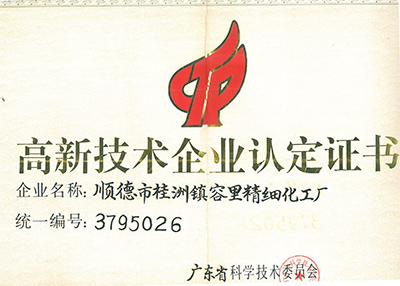 高新技术企业认定证书
企业名称: 顺德市桂洲镇容里精细化工厂
统一编号: 3795026
广东省科学技术委员会